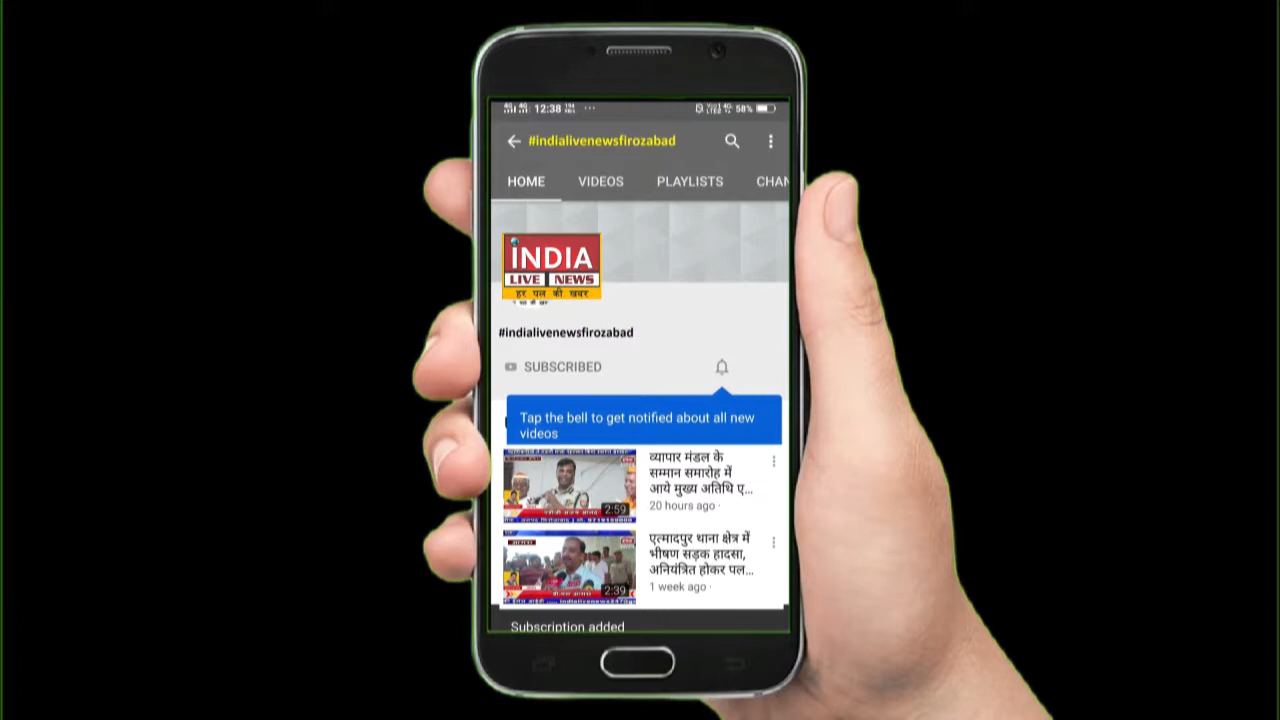 12:38
58%
#indialivenewsfirozabad
HOME VIDEOS PLAYLISTS CHAN
INDIA
LIVE NEWS
हर पल की खबर
#indialivenewsfirozabad
SUBSCRIBED
Tap the bell to get notified about all new
videos
व्यापार मंडल के
सम्मान समारोह में
आये मुख्य अतिथि ए...
20 hours ago ·
2:59
एत्मादपुर थाना क्षेत्र में
भीषण सड़क हादसा,
अनियंत्रित होकर पल...
1 week ago ·
2:39
Subscription added